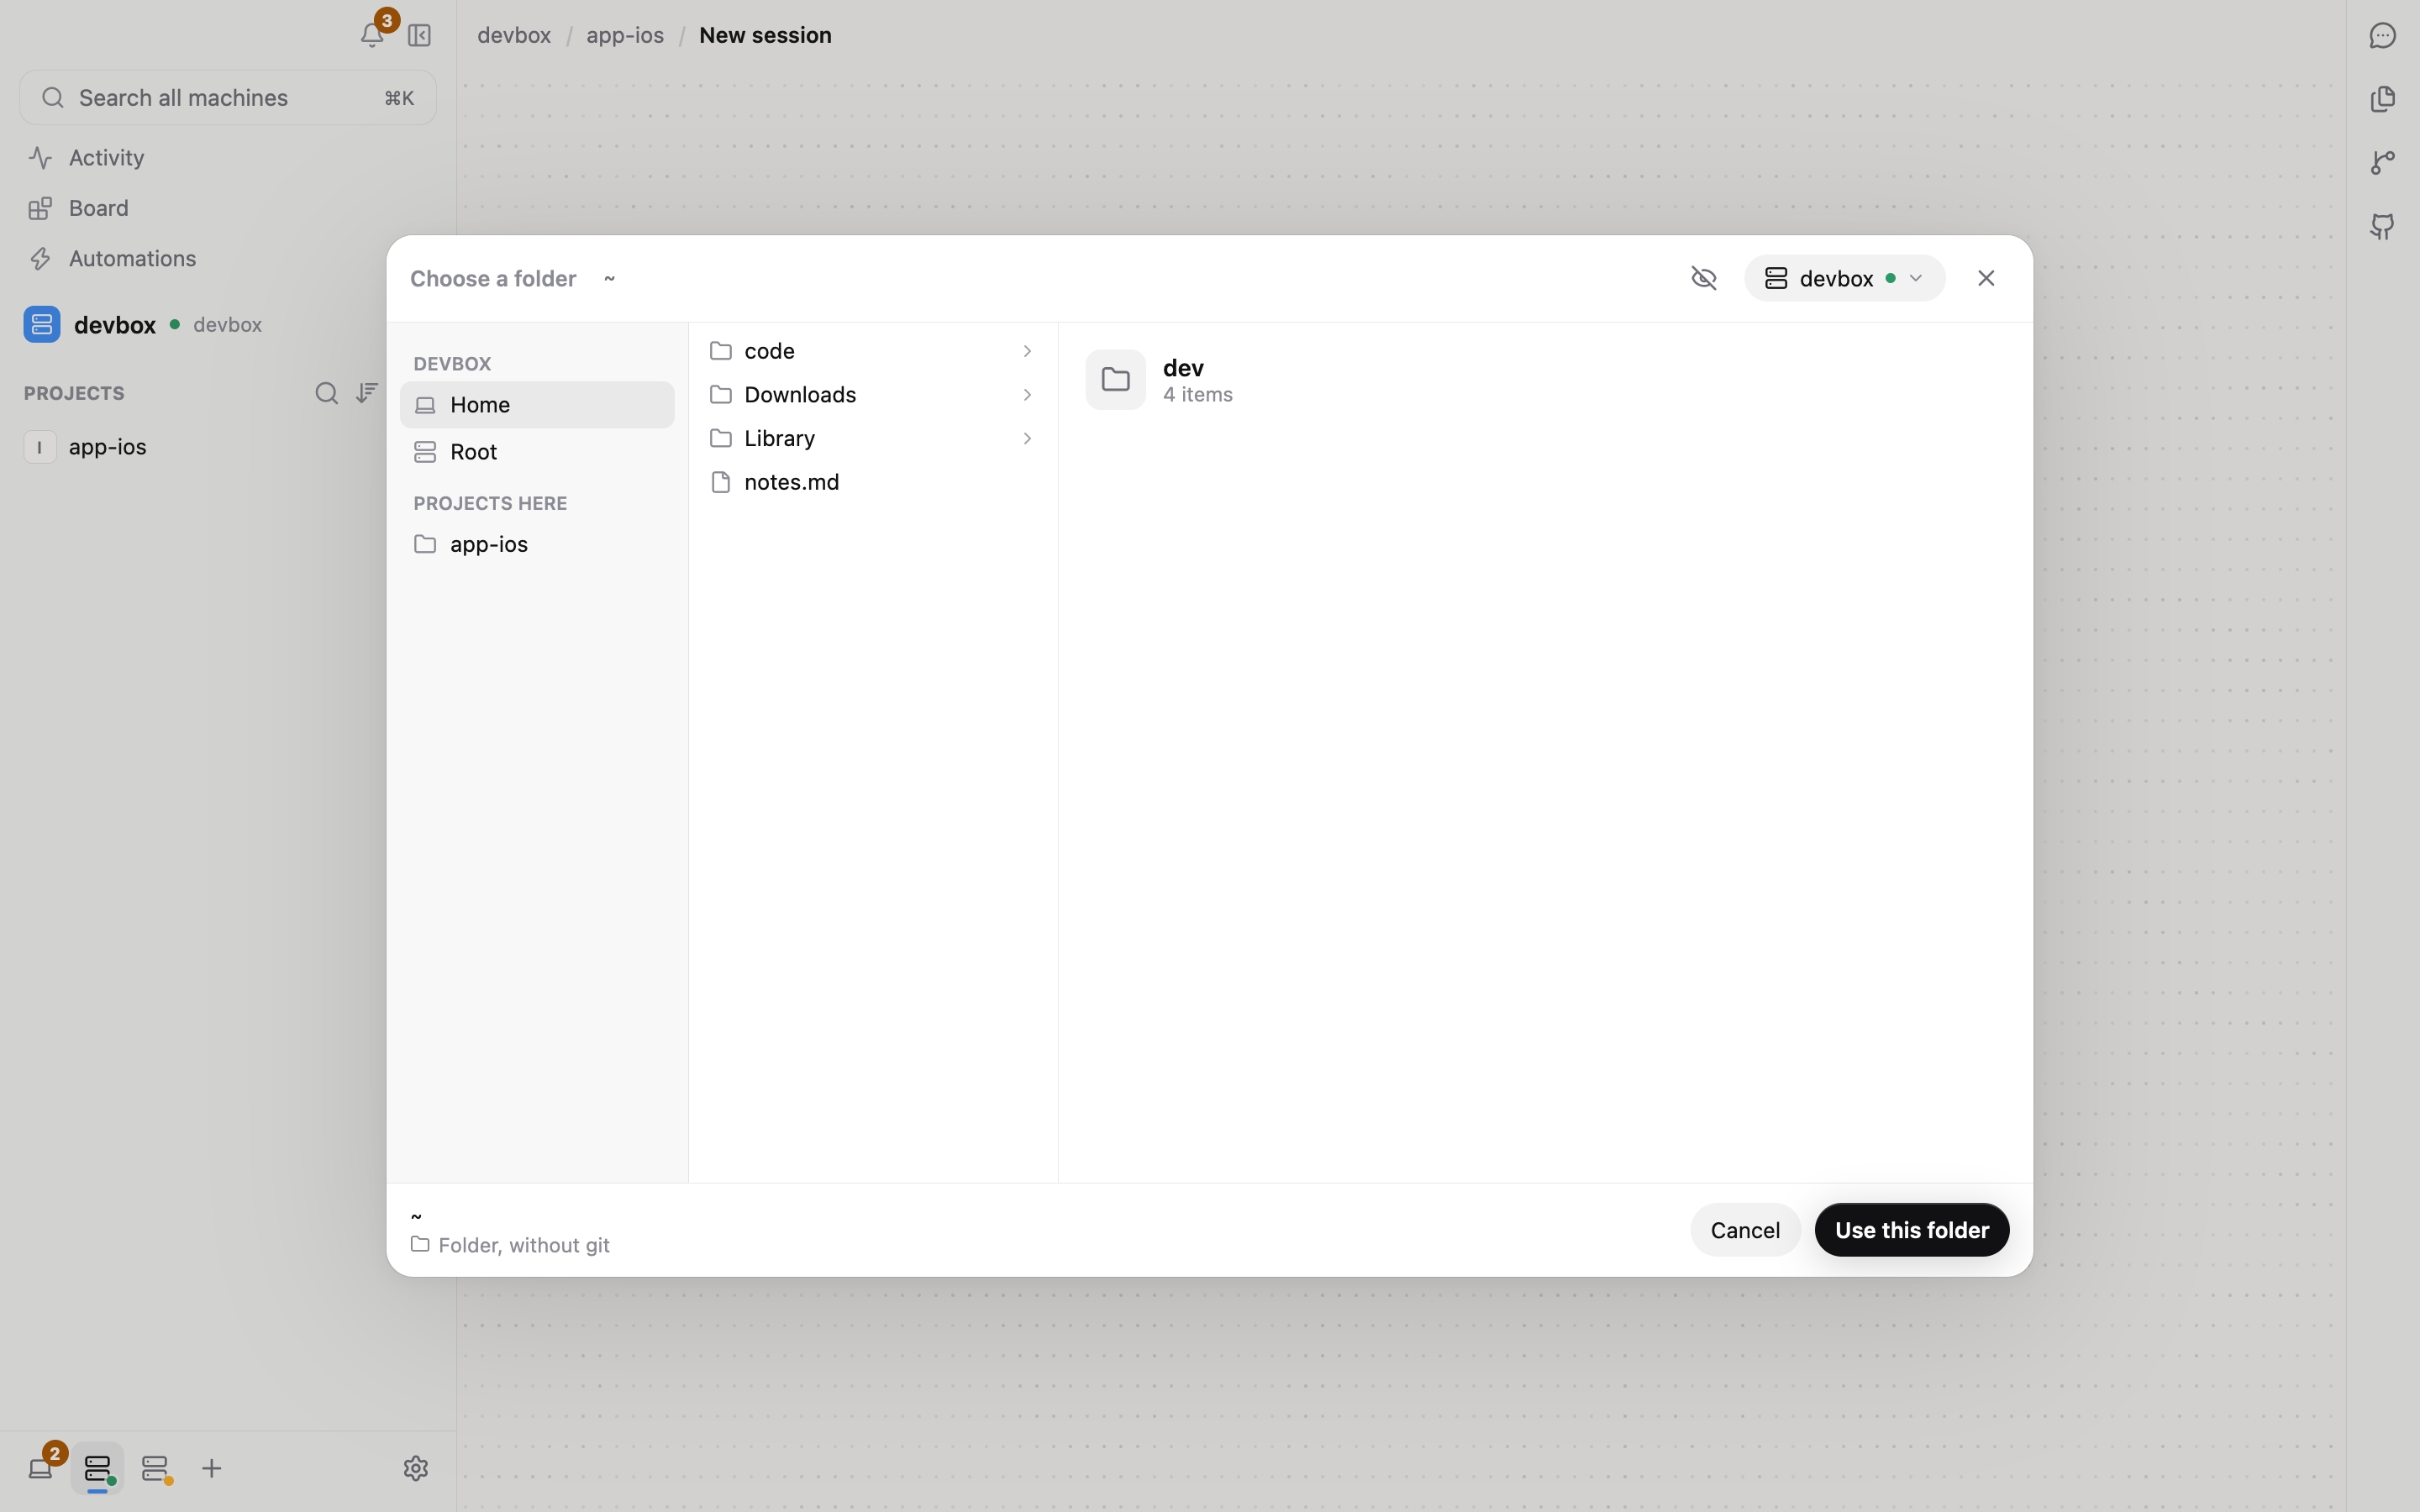 3
devbox / app-ios / New session
Search all machines ⌘K
Activity
Board
Automations
devbox devbox
PROJECTS
I app-ios
Choose a folder ~
devbox
DEVBOX
Home
Root
PROJECTS HERE
app-ios
code
Downloads
Library
notes.md
dev
4 items
~
Folder, without git
Cancel
Use this folder
2